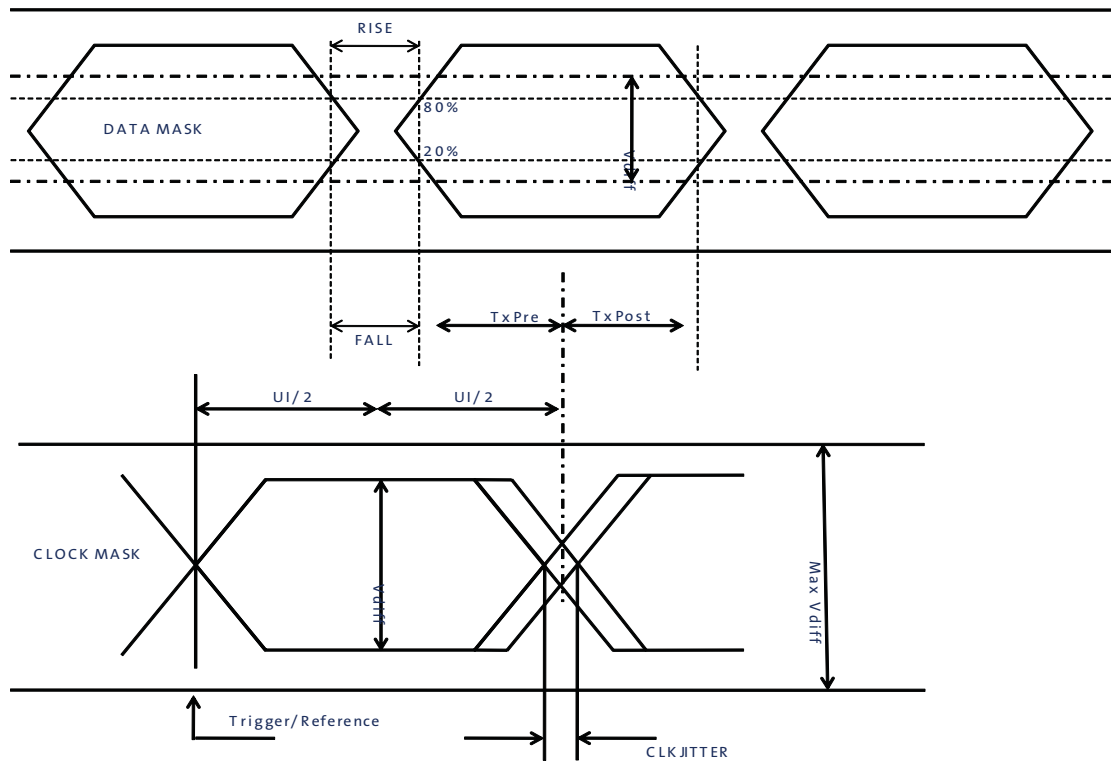 RISE
80%
DATA MASK
20%
Vdiff
TxPre
TxPost
FALL
UI/2
UI/2
CLOCK MASK
Vdiff
Max Vdiff
Trigger/Reference
CLKJITTER